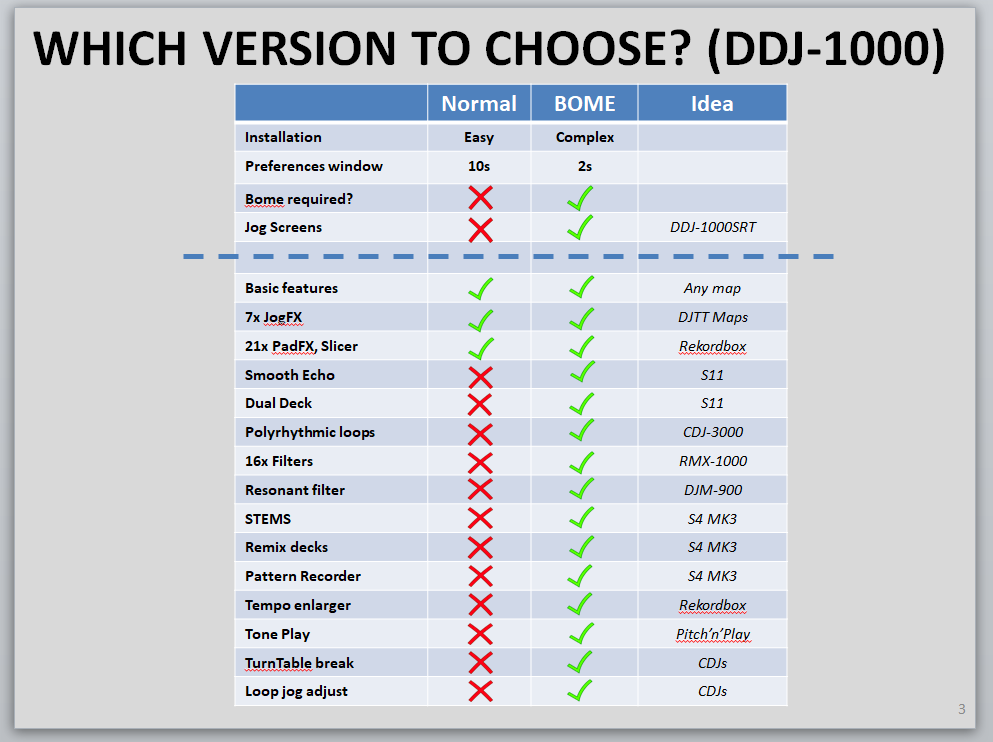 WHICH VERSION TO CHOOSE? (DDJ-1000)
Normal BOME Idea
Installation Easy Complex
Preferences window 10s 2s
Bome required?
Jog Screens DDJ-1000SRT
Basic features Any map
7x JogFX DJTT Maps
21x PadFX, Slicer Rekordbox
Smooth Echo S11
Dual Deck S11
Polyrhythmic loops CDJ-3000
16x Filters RMX-1000
Resonant filter DJM-900
STEMS S4 MK3
Remix decks S4 MK3
Pattern Recorder S4 MK3
Tempo enlarger Rekordbox
Tone Play Pitch’n’Play
TurnTable break CDJs
Loop jog adjust CDJs
3